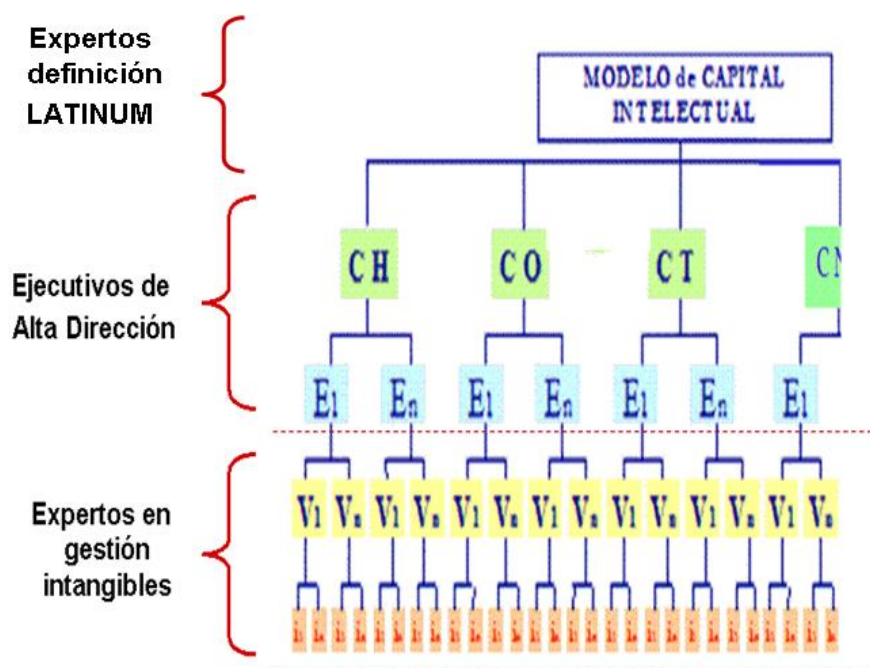 Expertos
definición
LATINUM
MODELO de CAPITAL
INTELECTUAL
Ejecutivos de
Alta Dirección
CH CO CT
E1 En E1 En E1 En E1
Expertos en
gestión
intangibles
V1 Vn V1 Vn V1 Vn V1 Vn V1 Vn V1 Vn V1 Vn